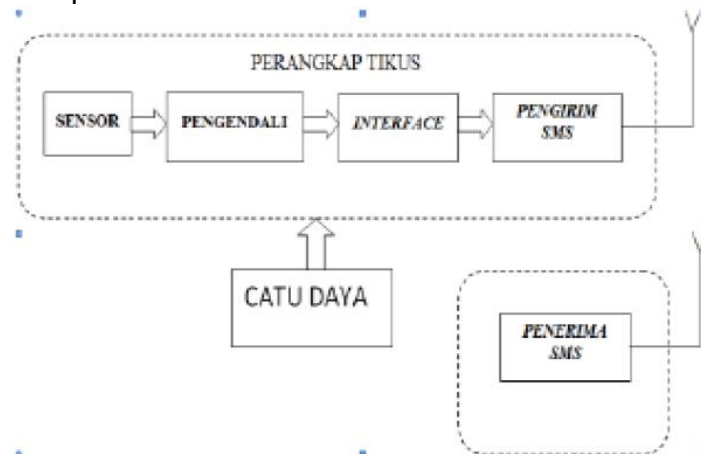 PERANGKAP TIKUS
SENSOR
PENGENDALI
INTERFACE
PENGIRIM
SMS
CATU DAYA
PENERIMA
SMS